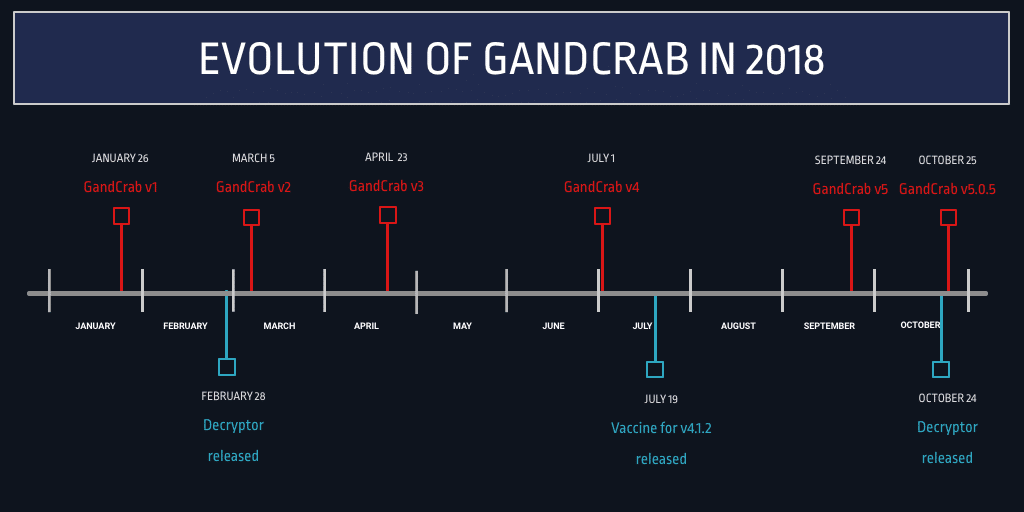 EVOLUTION OF GANDCRAB IN 2018
JANUARY 26
GandCrab v1
MARCH 5
GandCrab v2
APRIL 23
GandCrab v3
JULY 1
GandCrab v4
SEPTEMBER 24
GandCrab v5
OCTOBER 25
GandCrab v5.0.5
JANUARY
FEBRUARY
MARCH
APRIL
MAY
JUNE
JULY
AUGUST
SEPTEMBER
OCTOBER
FEBRUARY 28
Decryptor
released
JULY 19
Vaccine for v4.1.2
released
OCTOBER 24
Decryptor
released